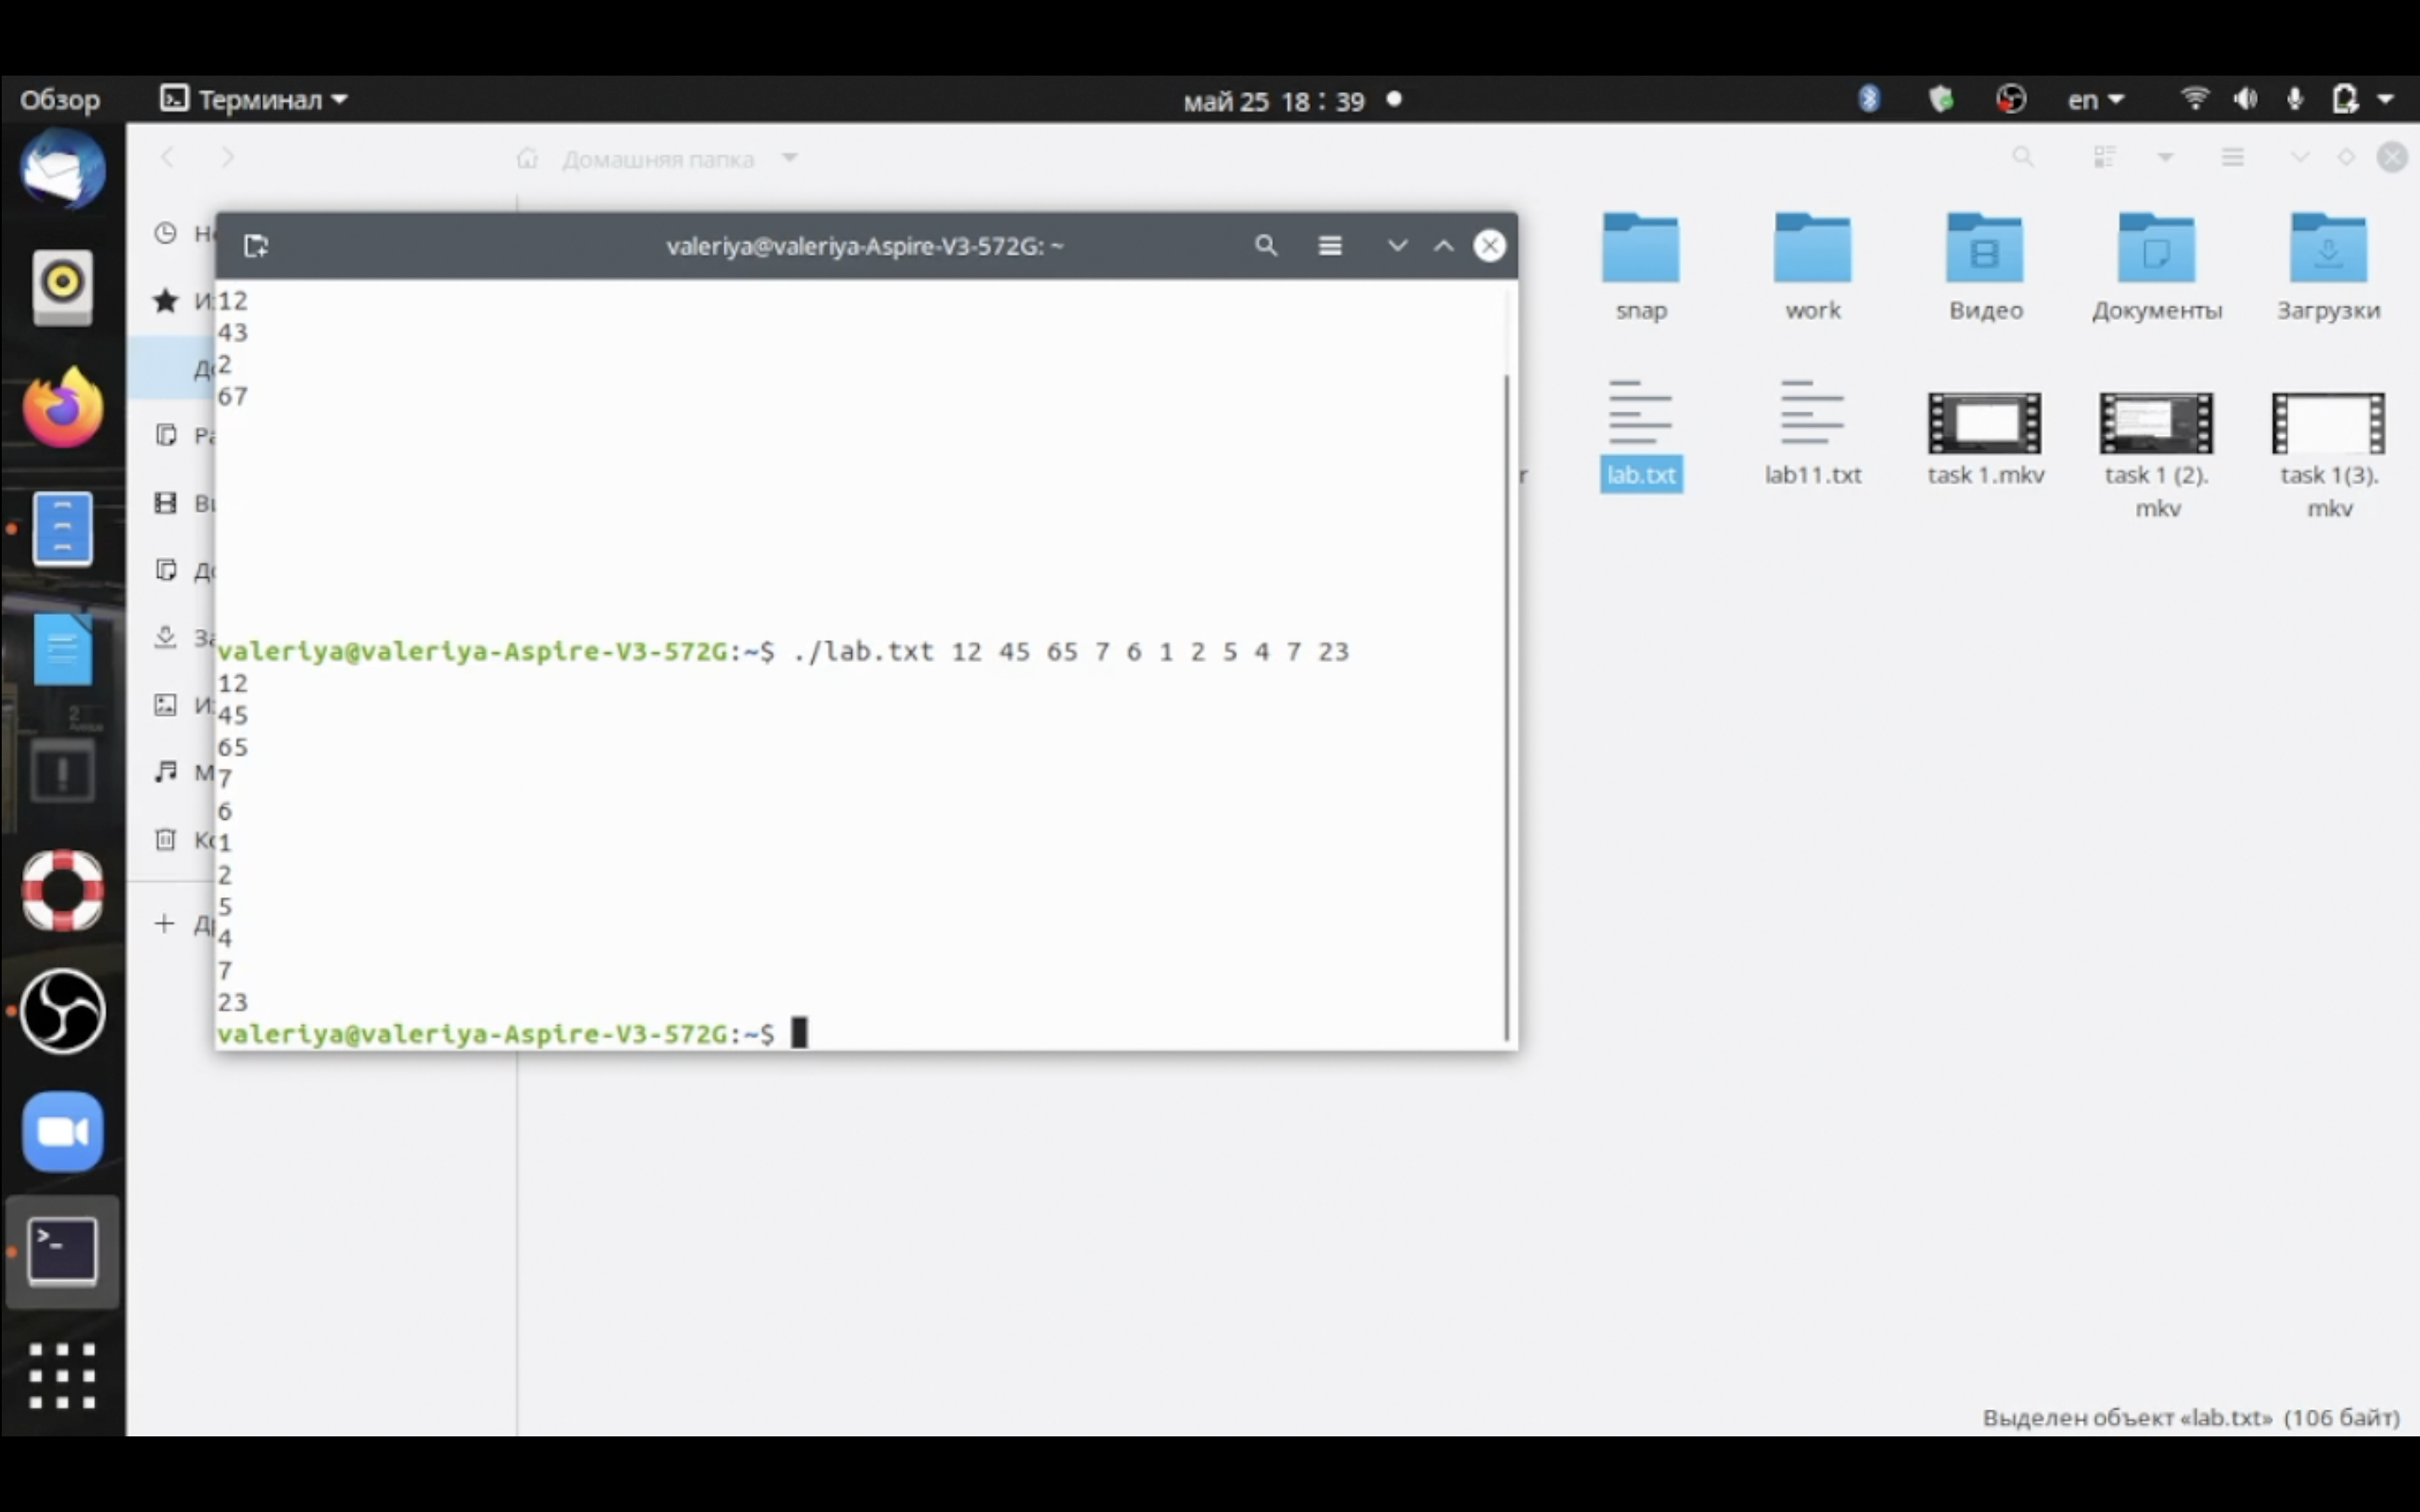 Обзор
Терминал
май 25 18:39
en
Домашняя папка
valeriya@valeriya-Aspire-V3-572G: ~
12
43
2
67
valeriya@valeriya-Aspire-V3-572G:~$ ./lab.txt 12 45 65 7 6 1 2 5 4 7 23
12
45
65
7
6
1
2
5
4
7
23
valeriya@valeriya-Aspire-V3-572G:~$
snap
work
Видео
Документы
Загрузки
lab.txt
lab11.txt
task 1.mkv
task 1 (2).
mkv
task 1(3).
mkv
Выделен объект «lab.txt» (106 байт)